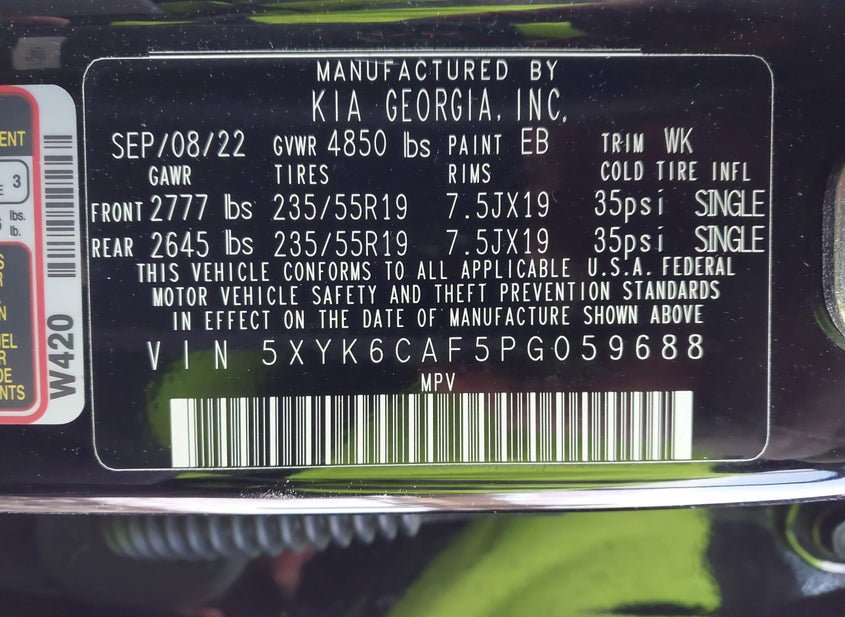 MANUFACTURED BY
KIA GEORGIA, INC.
SEP/08/22 GVWR 4850 lbs PAINT EB TRIM WK
GAWR TIRES RIMS COLD TIRE INFL
FRONT 2777 lbs 235/55R19 7.5JX19 35psi SINGLE
REAR 2645 lbs 235/55R19 7.5JX19 35psi SINGLE
THIS VEHICLE CONFORMS TO ALL APPLICABLE U.S.A. FEDERAL
MOTOR VEHICLE SAFETY AND THEFT PREVENTION STANDARDS
IN EFFECT ON THE DATE OF MANUFACTURE SHOWN ABOVE
VIN 5XYK6CAF5PG059688
MPV
W420
3
lbs.
lb.